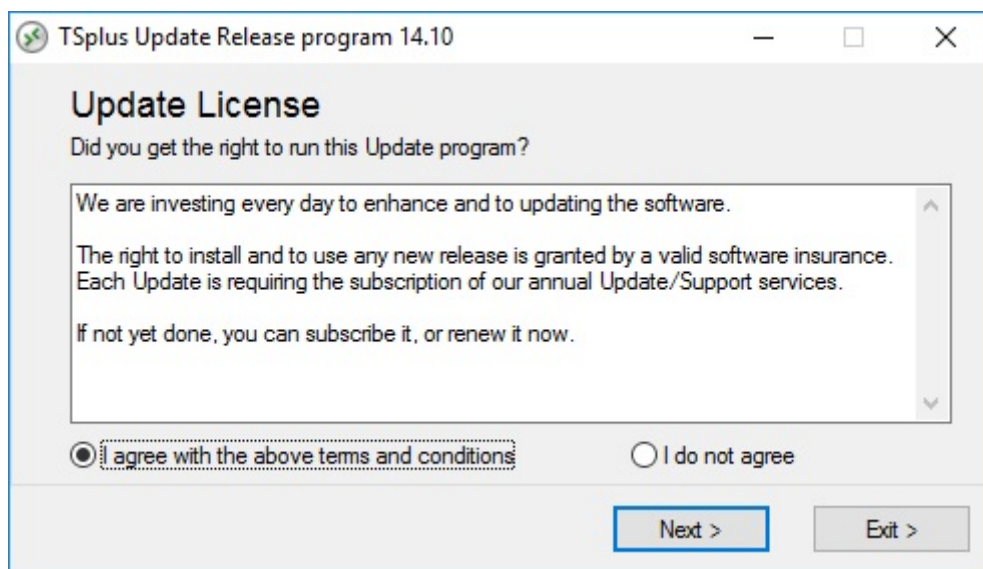 TSplus Update Release program 14.10
Update License
Did you get the right to run this Update program?
We are investing every day to enhance and to updating the software.
The right to install and to use any new release is granted by a valid software insurance.
Each Update is requiring the subscription of our annual Update/Support services.
If not yet done, you can subscribe it, or renew it now.
I agree with the above terms and conditions
I do not agree
Next >
Exit >